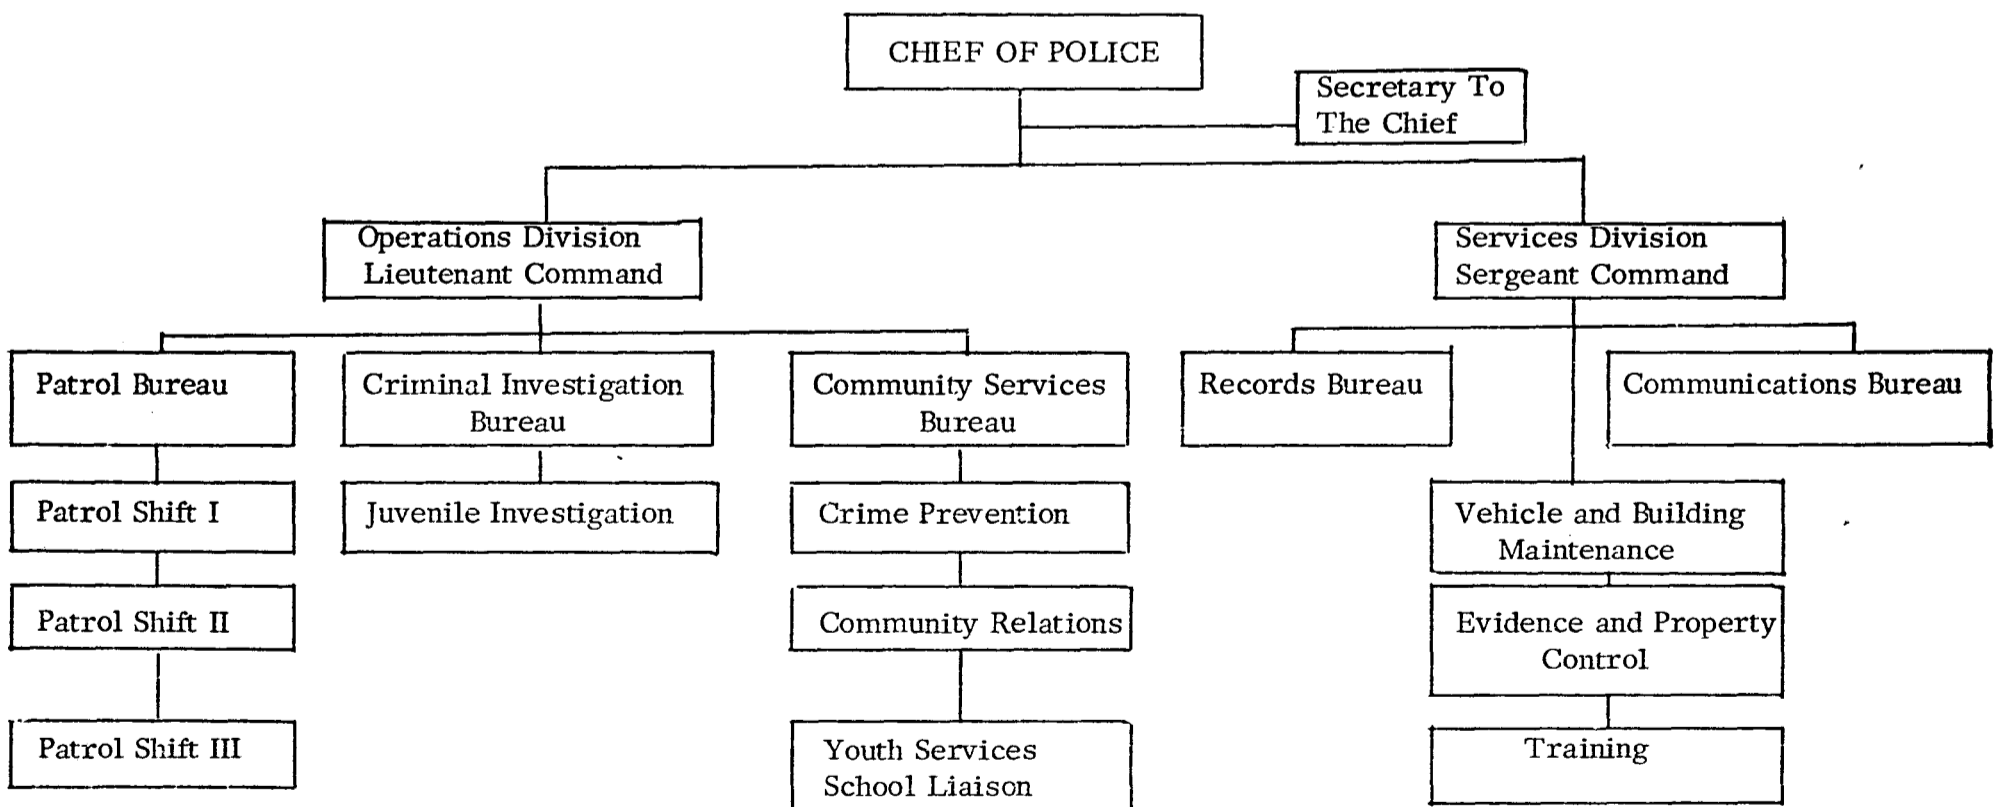 CHIEF OF POLICE
Secretary To
The Chief
Operations Division
Lieutenant Command
Services Division
Sergeant Command
Patrol Bureau
Criminal Investigation
Bureau
Community Services
Bureau
Records Bureau
Communications Bureau
Patrol Shift I
Juvenile Investigation
Crime Prevention
Vehicle and Building
Maintenance
Patrol Shift II
Community Relations
Evidence and Property
Control
Patrol Shift III
Youth Services
School Liaison
Training